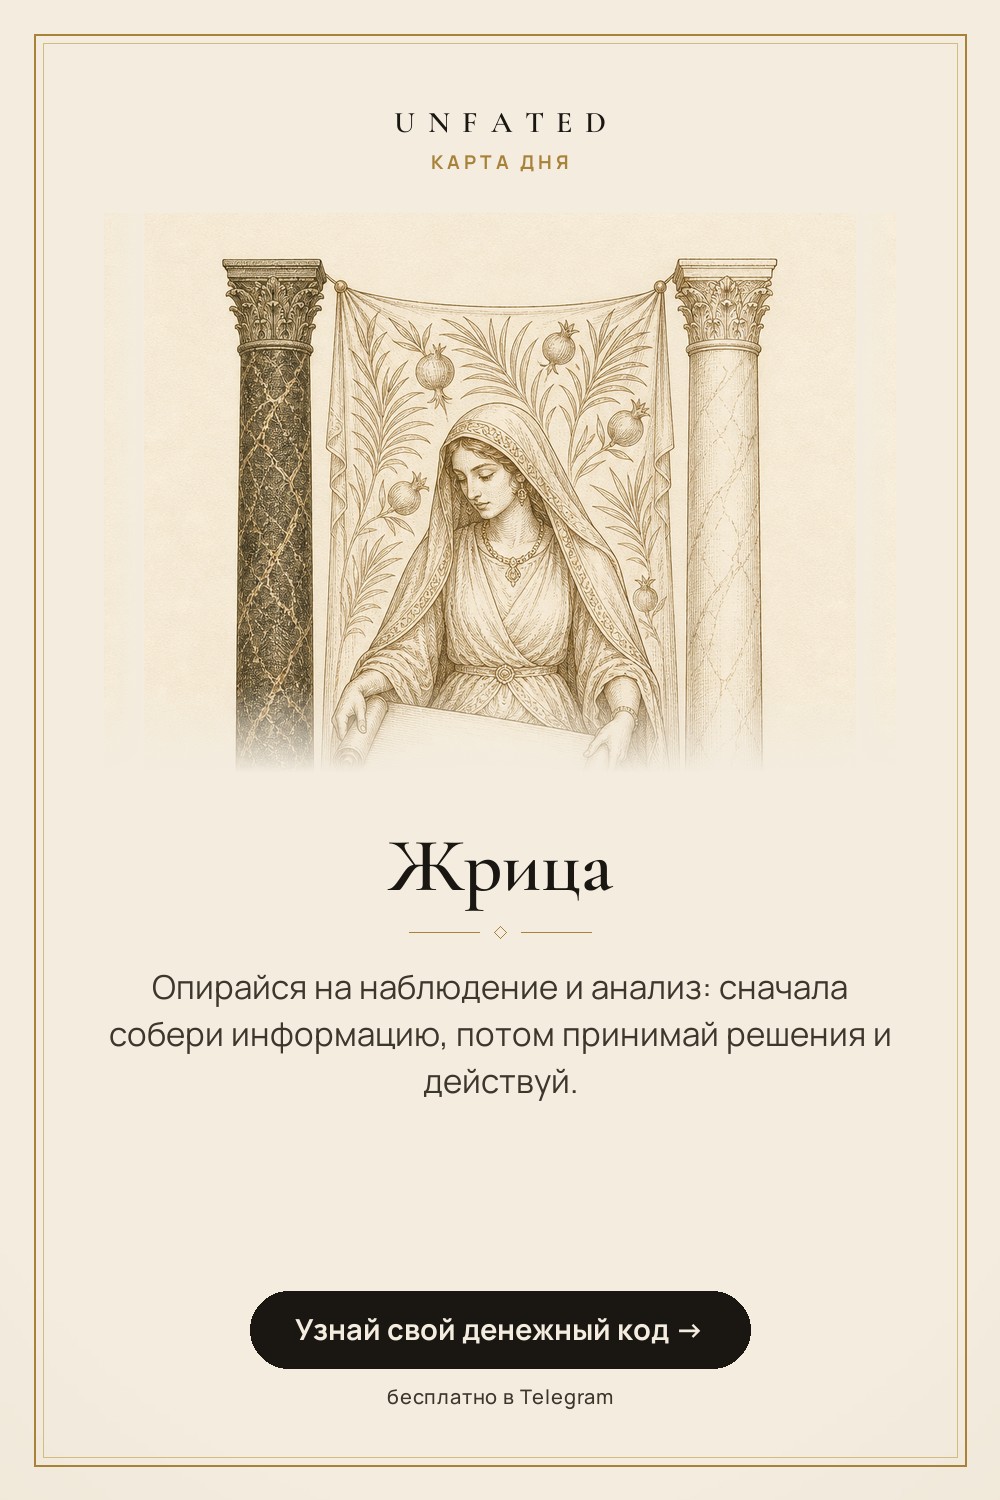 UNFATED
КАРТА ДНЯ
Жрица
Опирайся на наблюдение и анализ: сначала
собери информацию, потом принимай решения и
действуй.
Узнай свой денежный код →
бесплатно в Telegram